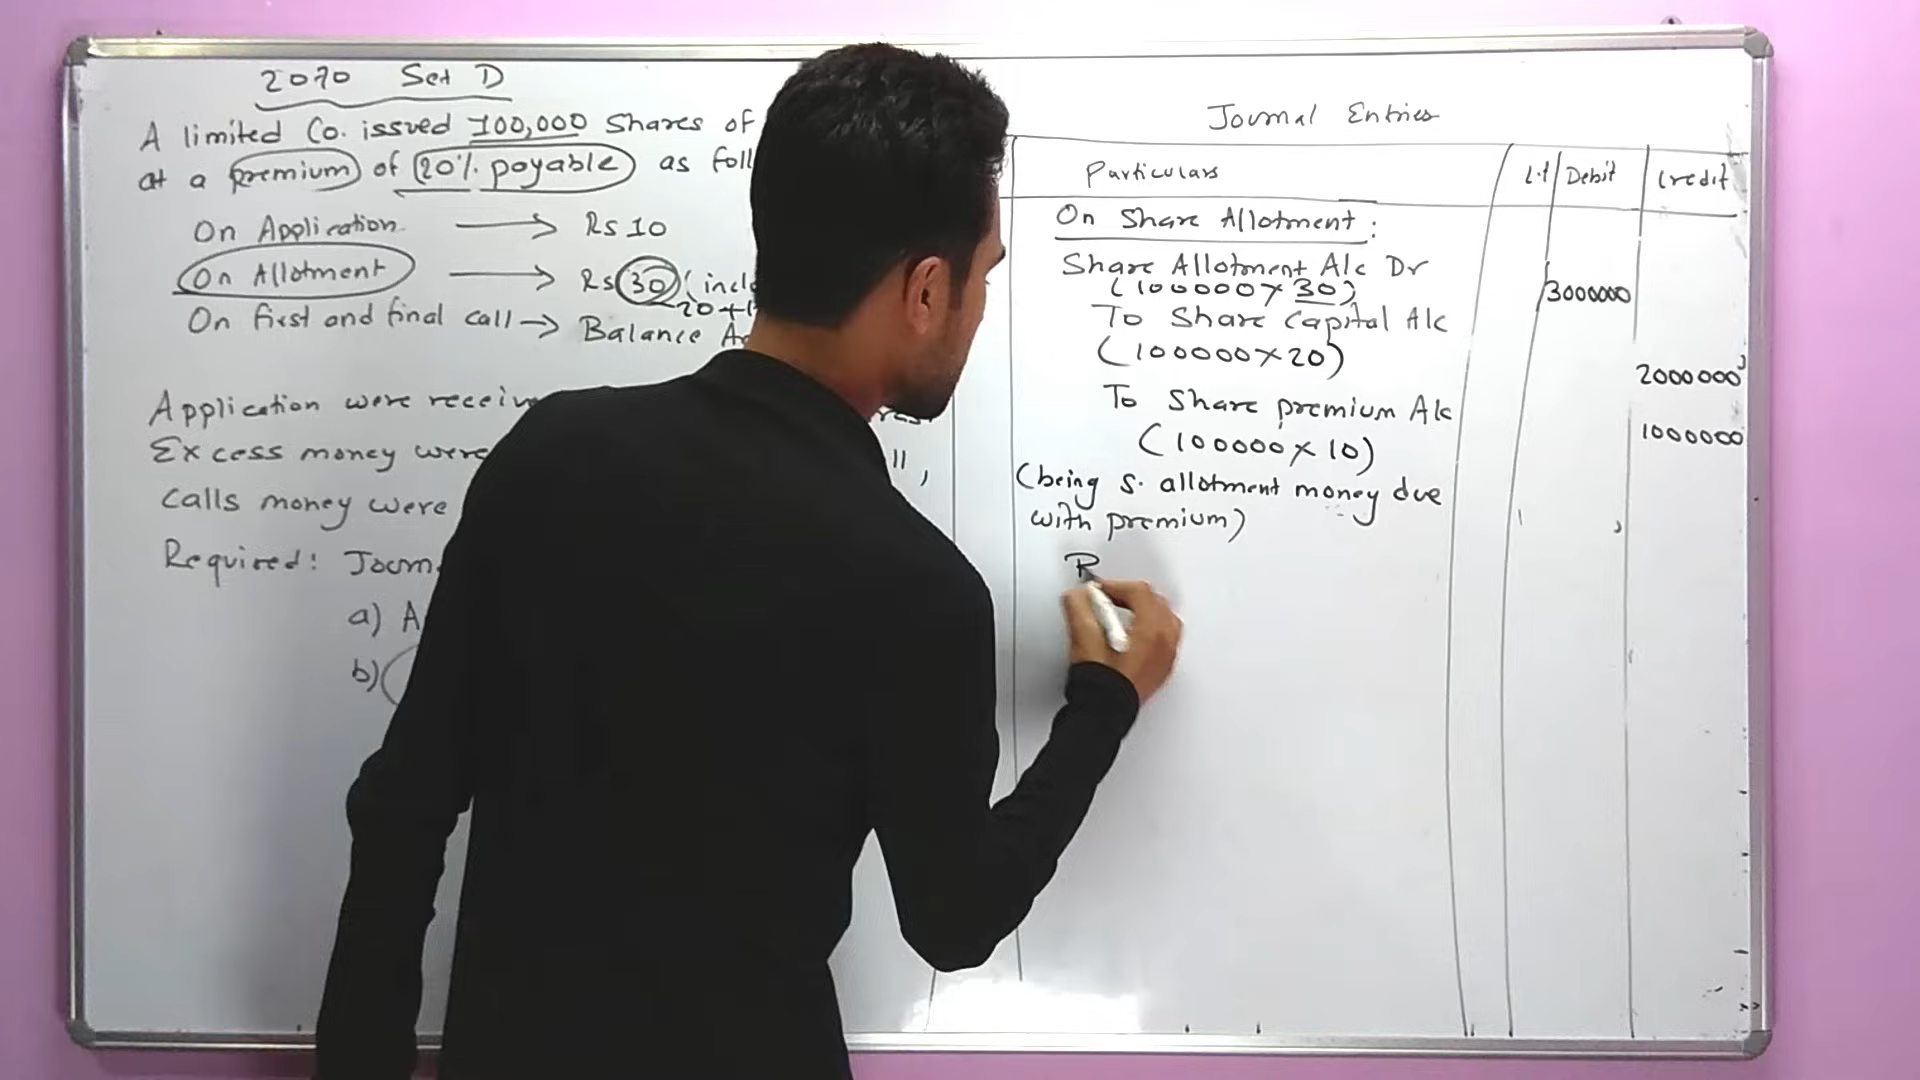 2070 Set D
A limited Co. issued 100,000 shares of
at a premium of 20% payable as foll
On Application → Rs 10
On Allotment → Rs 30 (incl
20+1
On first and final call → Balance A
Application were receiv
Excess money were ll,
Calls money were
Required: Journ
a) A
b)
Journal Entries
Particulars L.f Debit Credit
On Share Allotment:
Share Allotment A/c Dr
(100000 × 30) 3000000
To Share Capital A/c
(100000 × 20) 2000000
To Share premium A/c
(100000 × 10) 1000000
(being s. allotment money due
with premium)